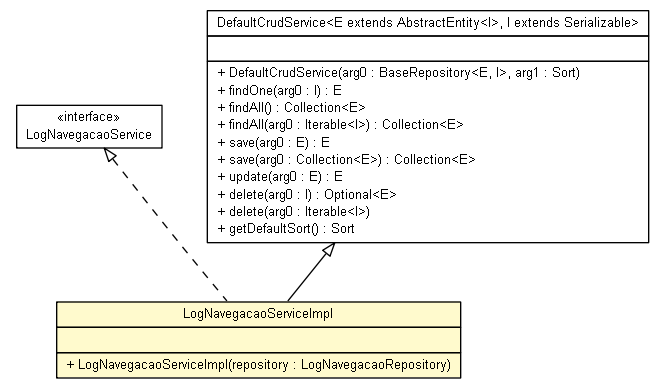 DefaultCrudService<E extends AbstractEntity<I>, I extends Serializable>
+ DefaultCrudService(arg0 : BaseRepository<E, I>, arg1 : Sort)
+ findOne(arg0 : I) : E
+ findAll() : Collection<E>
+ findAll(arg0 : Iterable<I>) : Collection<E>
+ save(arg0 : E) : E
+ save(arg0 : Collection<E>) : Collection<E>
+ update(arg0 : E) : E
+ delete(arg0 : I) : Optional<E>
+ delete(arg0 : Iterable<I>)
+ getDefaultSort() : Sort
«interface»
LogNavegacaoService
LogNavegacaoServiceImpl
+ LogNavegacaoServiceImpl(repository : LogNavegacaoRepository)